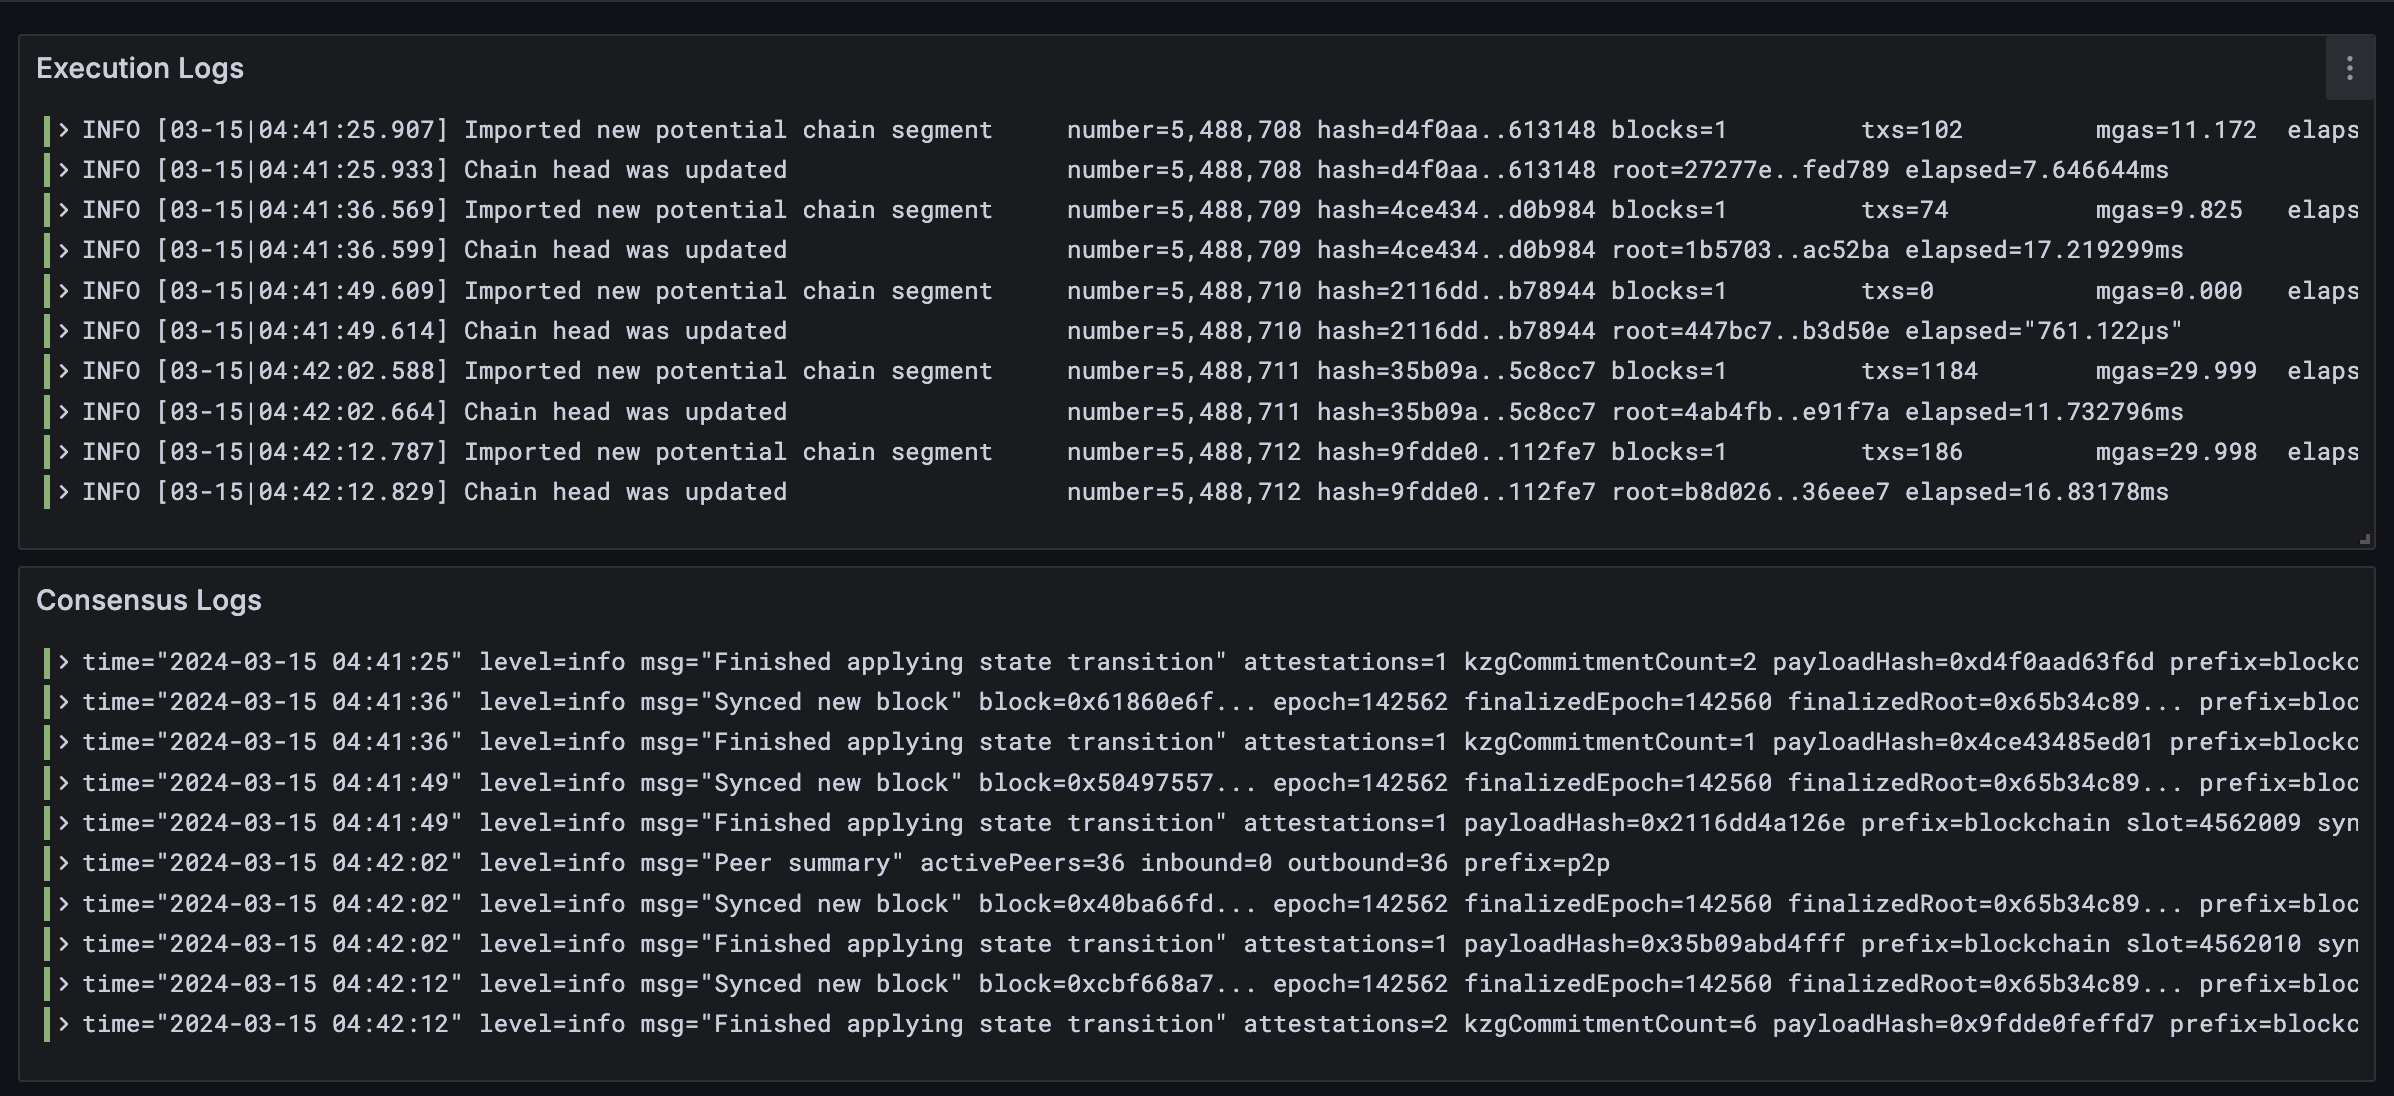 Execution Logs
INFO [03-15|04:41:25.907] Imported new potential chain segment number=5,488,708 hash=d4f0aa..613148 blocks=1 txs=102 mgas=11.172 elaps
INFO [03-15|04:41:25.933] Chain head was updated number=5,488,708 hash=d4f0aa..613148 root=27277e..fed789 elapsed=7.646644ms
INFO [03-15|04:41:36.569] Imported new potential chain segment number=5,488,709 hash=4ce434..d0b984 blocks=1 txs=74 mgas=9.825 elaps
INFO [03-15|04:41:36.599] Chain head was updated number=5,488,709 hash=4ce434..d0b984 root=1b5703..ac52ba elapsed=17.219299ms
INFO [03-15|04:41:49.609] Imported new potential chain segment number=5,488,710 hash=2116dd..b78944 blocks=1 txs=0 mgas=0.000 elaps
INFO [03-15|04:41:49.614] Chain head was updated number=5,488,710 hash=2116dd..b78944 root=447bc7..b3d50e elapsed="761.122µs"
INFO [03-15|04:42:02.588] Imported new potential chain segment number=5,488,711 hash=35b09a..5c8cc7 blocks=1 txs=1184 mgas=29.999 elaps
INFO [03-15|04:42:02.664] Chain head was updated number=5,488,711 hash=35b09a..5c8cc7 root=4ab4fb..e91f7a elapsed=11.732796ms
INFO [03-15|04:42:12.787] Imported new potential chain segment number=5,488,712 hash=9fdde0..112fe7 blocks=1 txs=186 mgas=29.998 elaps
INFO [03-15|04:42:12.829] Chain head was updated number=5,488,712 hash=9fdde0..112fe7 root=b8d026..36eee7 elapsed=16.83178ms
Consensus Logs
time="2024-03-15 04:41:25" level=info msg="Finished applying state transition" attestations=1 kzgCommitmentCount=2 payloadHash=0xd4f0aad63f6d prefix=blockc
time="2024-03-15 04:41:36" level=info msg="Synced new block" block=0x61860e6f... epoch=142562 finalizedEpoch=142560 finalizedRoot=0x65b34c89... prefix=bloc
time="2024-03-15 04:41:36" level=info msg="Finished applying state transition" attestations=1 kzgCommitmentCount=1 payloadHash=0x4ce43485ed01 prefix=blockc
time="2024-03-15 04:41:49" level=info msg="Synced new block" block=0x50497557... epoch=142562 finalizedEpoch=142560 finalizedRoot=0x65b34c89... prefix=bloc
time="2024-03-15 04:41:49" level=info msg="Finished applying state transition" attestations=1 payloadHash=0x2116dd4a126e prefix=blockchain slot=4562009 syn
time="2024-03-15 04:42:02" level=info msg="Peer summary" activePeers=36 inbound=0 outbound=36 prefix=p2p
time="2024-03-15 04:42:02" level=info msg="Synced new block" block=0x40ba66fd... epoch=142562 finalizedEpoch=142560 finalizedRoot=0x65b34c89... prefix=bloc
time="2024-03-15 04:42:02" level=info msg="Finished applying state transition" attestations=1 payloadHash=0x35b09abd4fff prefix=blockchain slot=4562010 syn
time="2024-03-15 04:42:12" level=info msg="Synced new block" block=0xcbf668a7... epoch=142562 finalizedEpoch=142560 finalizedRoot=0x65b34c89... prefix=bloc
time="2024-03-15 04:42:12" level=info msg="Finished applying state transition" attestations=2 kzgCommitmentCount=6 payloadHash=0x9fdde0feffd7 prefix=blockc